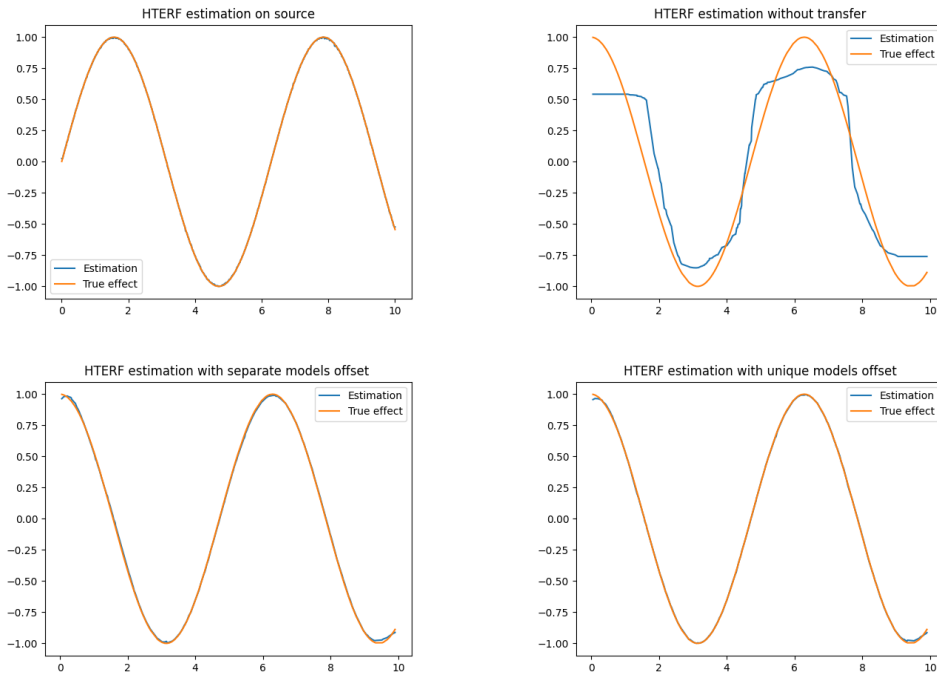 HTERF estimation on source
1.00
0.75
0.50
0.25
0.00
−0.25
−0.50
−0.75
−1.00
0 2 4 6 8 10
Estimation
True effect
HTERF estimation without transfer
1.00
0.75
0.50
0.25
0.00
−0.25
−0.50
−0.75
−1.00
0 2 4 6 8 10
Estimation
True effect
HTERF estimation with separate models offset
1.00
0.75
0.50
0.25
0.00
−0.25
−0.50
−0.75
−1.00
0 2 4 6 8 10
Estimation
True effect
HTERF estimation with unique models offset
1.00
0.75
0.50
0.25
0.00
−0.25
−0.50
−0.75
−1.00
0 2 4 6 8 10
Estimation
True effect